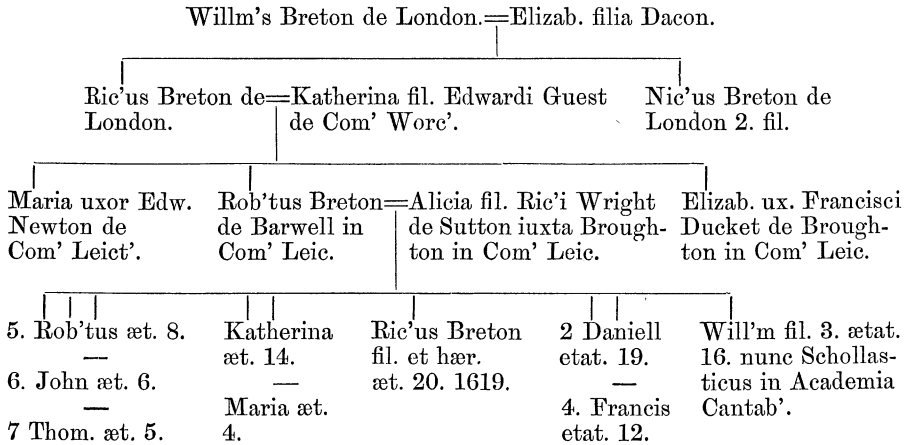 Willm's Breton de London.=Elizab. filia Dacon.
Ric'us Breton de=Katherina fil. Edwardi Guest
London. de Com' Worc'.
Nic'us Breton de
London 2. fil.
Maria uxor Edw.
Newton de
Com' Leict'.
Rob'tus Breton=Alicia fil. Ric'i Wright
de Barwell in de Sutton iuxta Brough-
Com' Leic. ton in Com' Leic.
Elizab. ux. Francisci
Ducket de Brough-
ton in Com' Leic.
5. Rob'tus æt. 8.
—
6. John æt. 6.
—
7 Thom. æt. 5.
Katherina
æt. 14.
—
Maria æt.
4.
Ric'us Breton
fil. et hær.
æt. 20. 1619.
2 Daniell
etat. 19.
—
4. Francis
etat. 12.
Will'm fil. 3. ætat.
16. nunc Schollas-
ticus in Academia
Cantab'.